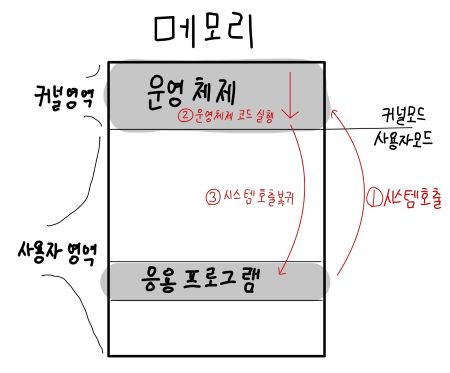 메모리
커널영역
운영 체제
② 운영체제 코드 실행
커널모드
사용자모드
③ 시스템 호출 복귀
① 시스템 호출
사용자 영역
응용 프로그램